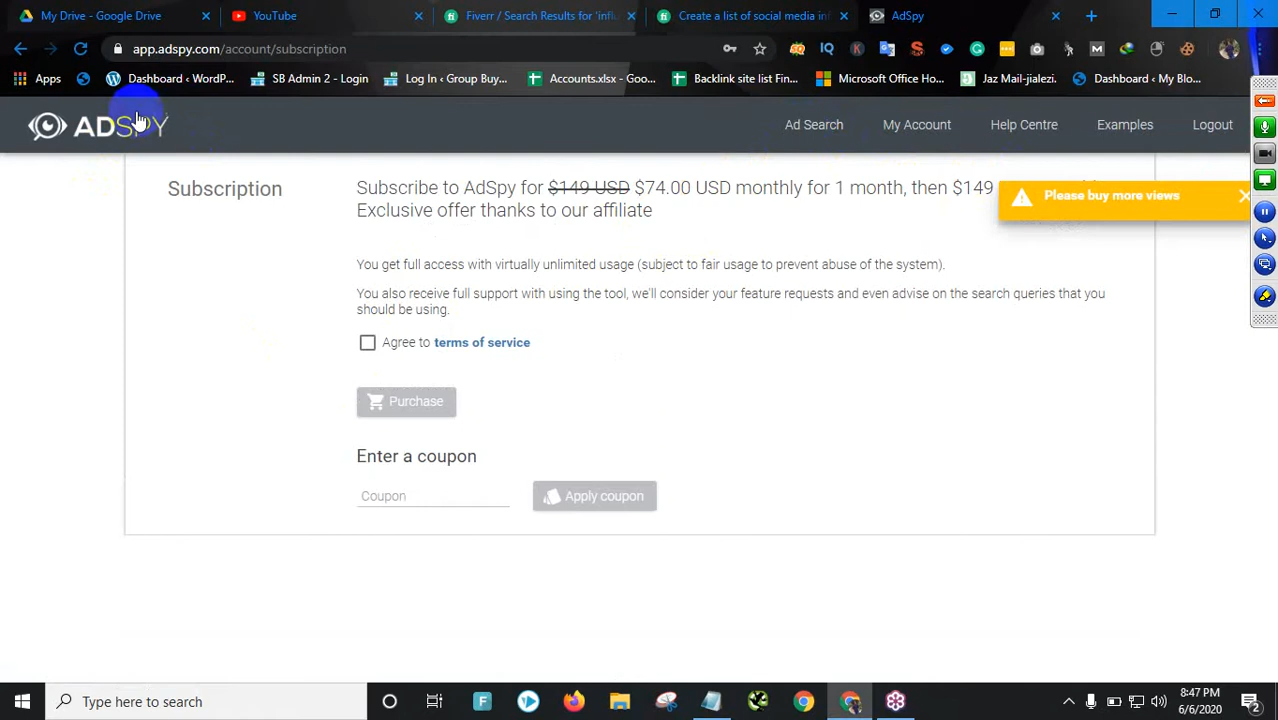 My Drive - Google Drive
YouTube
Fiverr / Search Results for 'influ
Create a list of social media inf
AdSpy
app.adspy.com/account/subscription
Apps
Dashboard ‹ WordP...
SB Admin 2 - Login
Log In ‹ Group Buy...
Accounts.xlsx - Goo...
Backlink site list Fin...
Microsoft Office Ho...
Jaz Mail-jialezi.
Dashboard ‹ My Blo...
ADSPY
Ad Search
My Account
Help Centre
Examples
Logout
Subscription
Subscribe to AdSpy for $149 USD $74.00 USD monthly for 1 month, then $149
Exclusive offer thanks to our affiliate
Please buy more views
You get full access with virtually unlimited usage (subject to fair usage to prevent abuse of the system).
You also receive full support with using the tool, we'll consider your feature requests and even advise on the search queries that you
should be using.
Agree to terms of service
Purchase
Enter a coupon
Coupon
Apply coupon
Type here to search
8:47 PM
6/6/2020
2